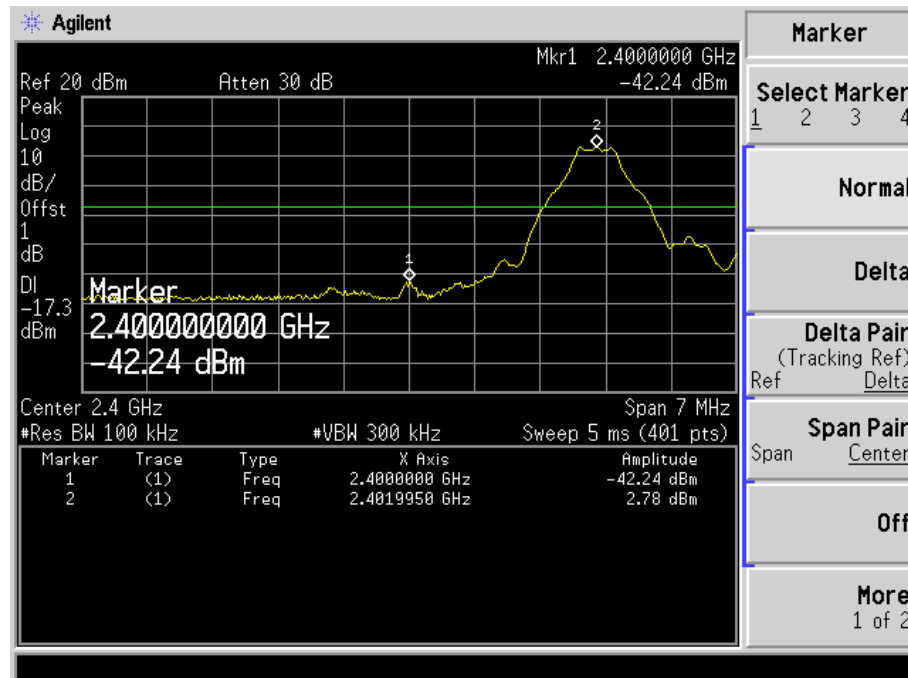 Agilent
Marker
Mkr1 2.4000000 GHz
Ref 20 dBm Atten 30 dB -42.24 dBm
Peak
Log
10
dB/
Offst
1
dB
DI
-17.3
dBm
2
1
Marker
2.400000000 GHz
-42.24 dBm
Center 2.4 GHz Span 7 MHz
#Res BW 100 kHz #VBW 300 kHz Sweep 5 ms (401 pts)
Marker Trace Type X Axis Amplitude
1 (1) Freq 2.4000000 GHz -42.24 dBm
2 (1) Freq 2.4019950 GHz 2.78 dBm
Select Marker
1 2 3 4
Normal
Delta
Delta Pair
(Tracking Ref)
Ref Delta
Span Pair
Span Center
Off
More
1 of 2